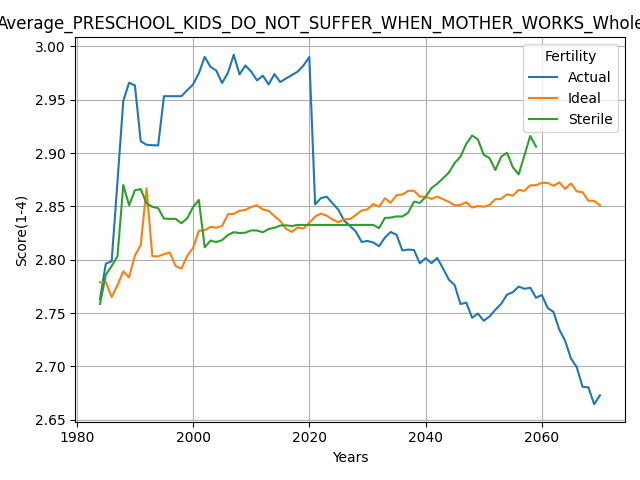 Average_PRESCHOOL_KIDS_DO_NOT_SUFFER_WHEN_MOTHER_WORKS_Whole
3.00
2.95
2.90
2.85
2.80
2.75
2.70
2.65
Score(1-4)
Fertility
Actual
Ideal
Sterile
1980
2000
2020
2040
2060
Years